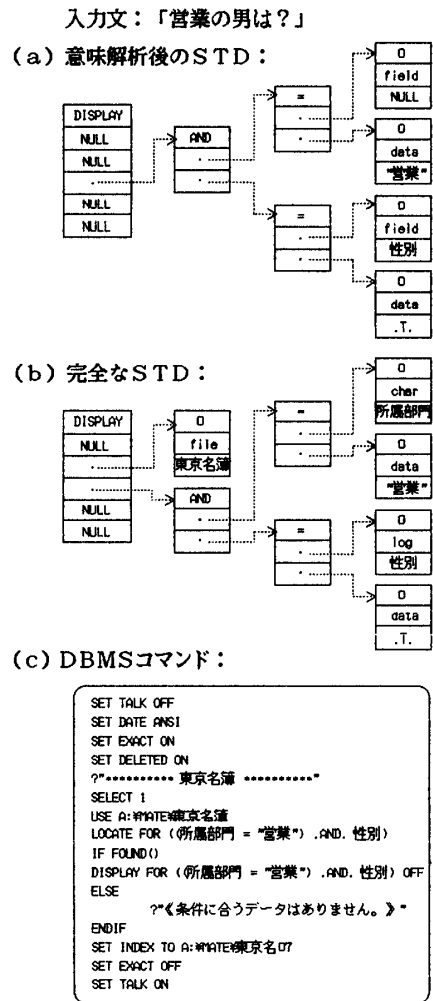 入力文：「営業の男は？」
(a) 意味解析後のSTD：
DISPLAY
NULL
NULL
NULL
NULL
AND
=
0
field
NULL
0
data
"営業"
=
0
field
性別
0
data
.T.
(b) 完全なSTD：
DISPLAY
NULL
NULL
NULL
0
file
東京名簿
AND
=
0
char
所属部門
0
data
"営業"
=
0
log
性別
0
data
.T.
(c) DBMSコマンド：
SET TALK OFF
SET DATE ANSI
SET EXACT ON
SET DELETED ON
?"********** 東京名簿 **********"
SELECT 1
USE A:¥MATE¥東京名簿
LOCATE FOR ((所属部門 = "営業") .AND. 性別)
IF FOUND()
DISPLAY FOR ((所属部門 = "営業") .AND. 性別) OFF
ELSE
?"《条件に合うデータはありません。》"
ENDIF
SET INDEX TO A:¥MATE¥東京名07
SET EXACT OFF
SET TALK ON